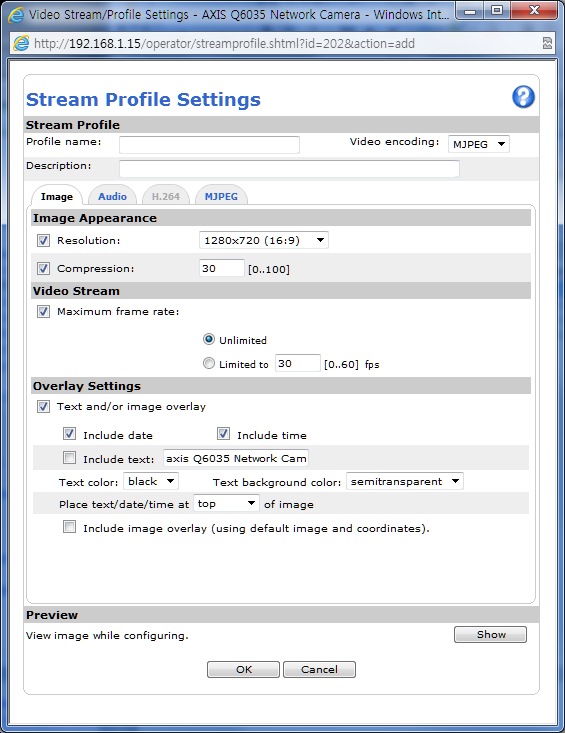 Video Stream/Profile Settings - AXIS Q6035 Network Camera - Windows Int...
http://192.168.1.15/operator/streamprofile.shtml?id=202&action=add
Stream Profile Settings
Stream Profile
Profile name: Video encoding: MJPEG
Description:
Image Audio H.264 MJPEG
Image Appearance
Resolution: 1280x720 (16:9)
Compression: 30 [0..100]
Video Stream
Maximum frame rate:
Unlimited
Limited to 30 [0..60] fps
Overlay Settings
Text and/or image overlay
Include date Include time
Include text: axis Q6035 Network Cam
Text color: black Text background color: semitransparent
Place text/date/time at top of image
Include image overlay (using default image and coordinates).
Preview
View image while configuring. Show
OK Cancel